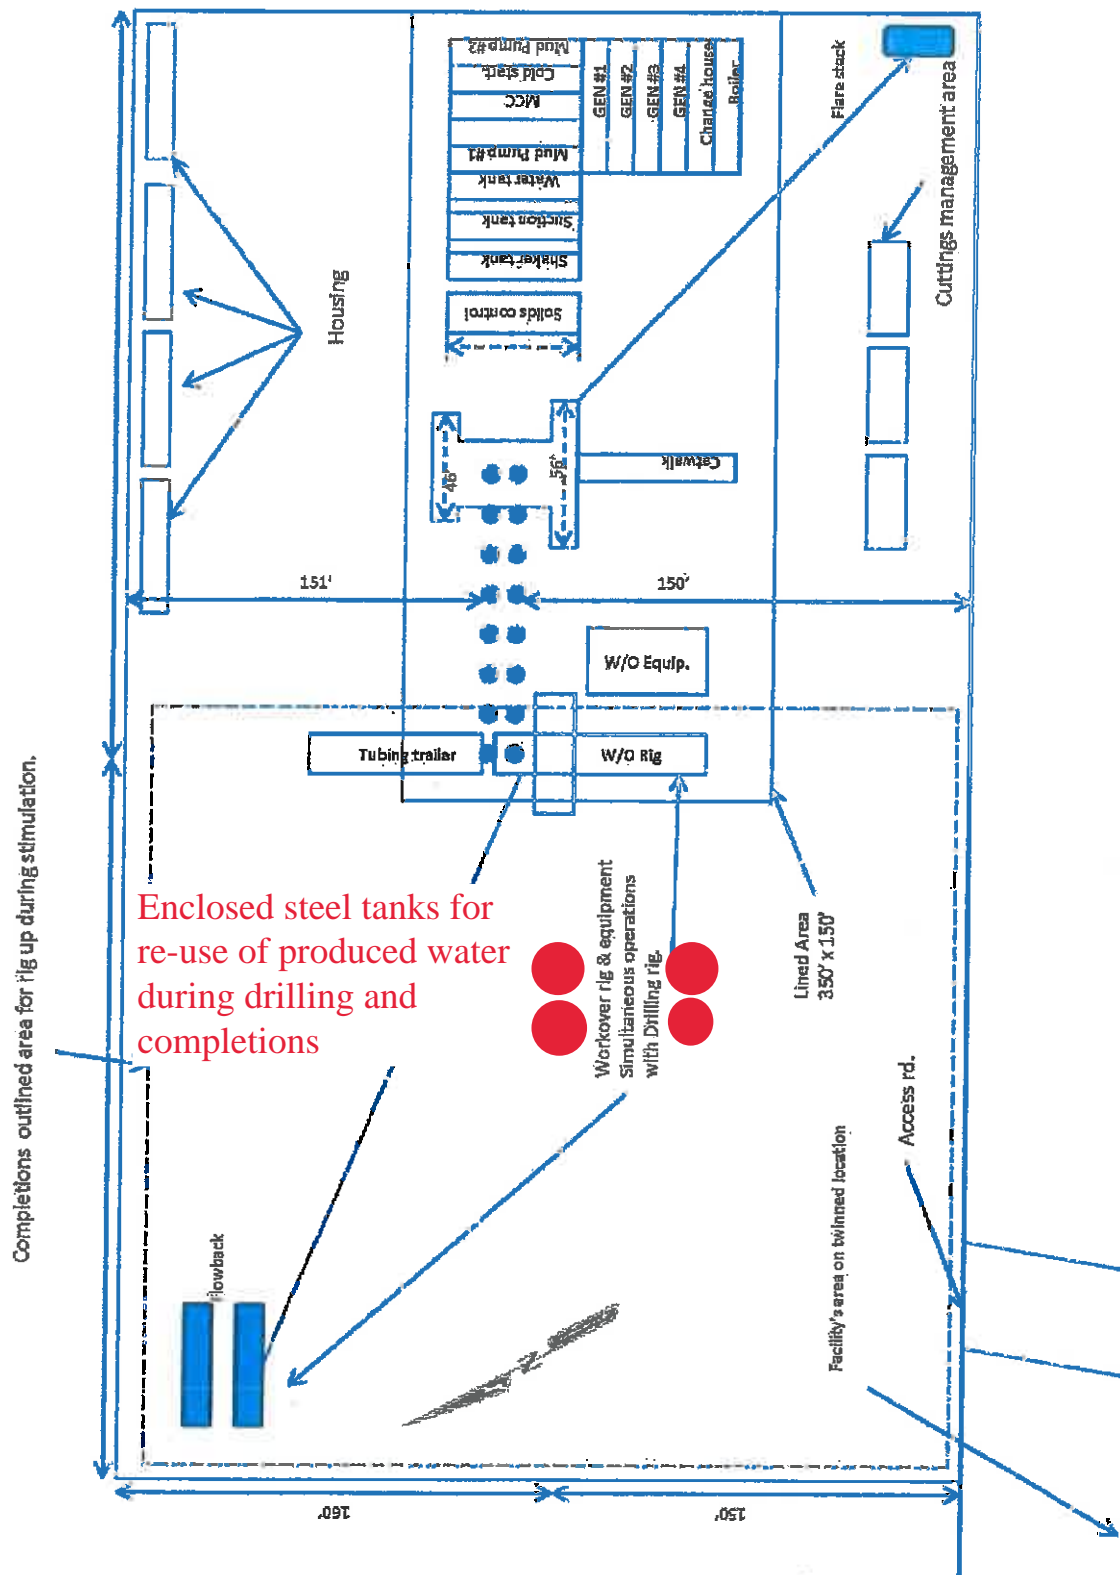 Completions outlined area for rig up during stimulation.
Housing
Mud Pump #2
Cold start.
MCC
Mud Pump #1
Water tank
Suction tank
Shaker tank
Solids control
GEN #1
GEN #2
GEN #3
GEN #4
Change house
Boiler
Flare stack
Cuttings management area
46'
56'
Catwalk
151'
150'
W/O Equip.
Tubing trailer
W/O Rig
Enclosed steel tanks for
re-use of produced water
during drilling and
completions
Workover rig & equipment
Simultaneous operations
with Drilling rig.
Lined Area
350' x 150'
Access rd.
Facility's area on twinned location
Flowback
160'
150'